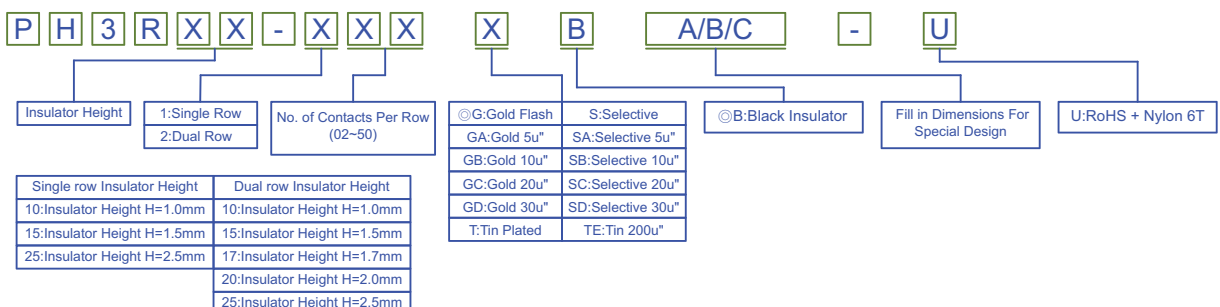 P H 3 R X X - X X X X B A/B/C - U
Insulator Height
1:Single Row
2:Dual Row
No. of Contacts Per Row
(02~50)
◎G:Gold Flash S:Selective
GA:Gold 5u" SA:Selective 5u"
GB:Gold 10u" SB:Selective 10u"
GC:Gold 20u" SC:Selective 20u"
GD:Gold 30u" SD:Selective 30u"
T:Tin Plated TE:Tin 200u"
◎B:Black Insulator
Fill in Dimensions For
Special Design
U:RoHS + Nylon 6T
Single row Insulator Height Dual row Insulator Height
10:Insulator Height H=1.0mm 10:Insulator Height H=1.0mm
15:Insulator Height H=1.5mm 15:Insulator Height H=1.5mm
25:Insulator Height H=2.5mm 17:Insulator Height H=1.7mm
20:Insulator Height H=2.0mm
25:Insulator Height H=2.5mm